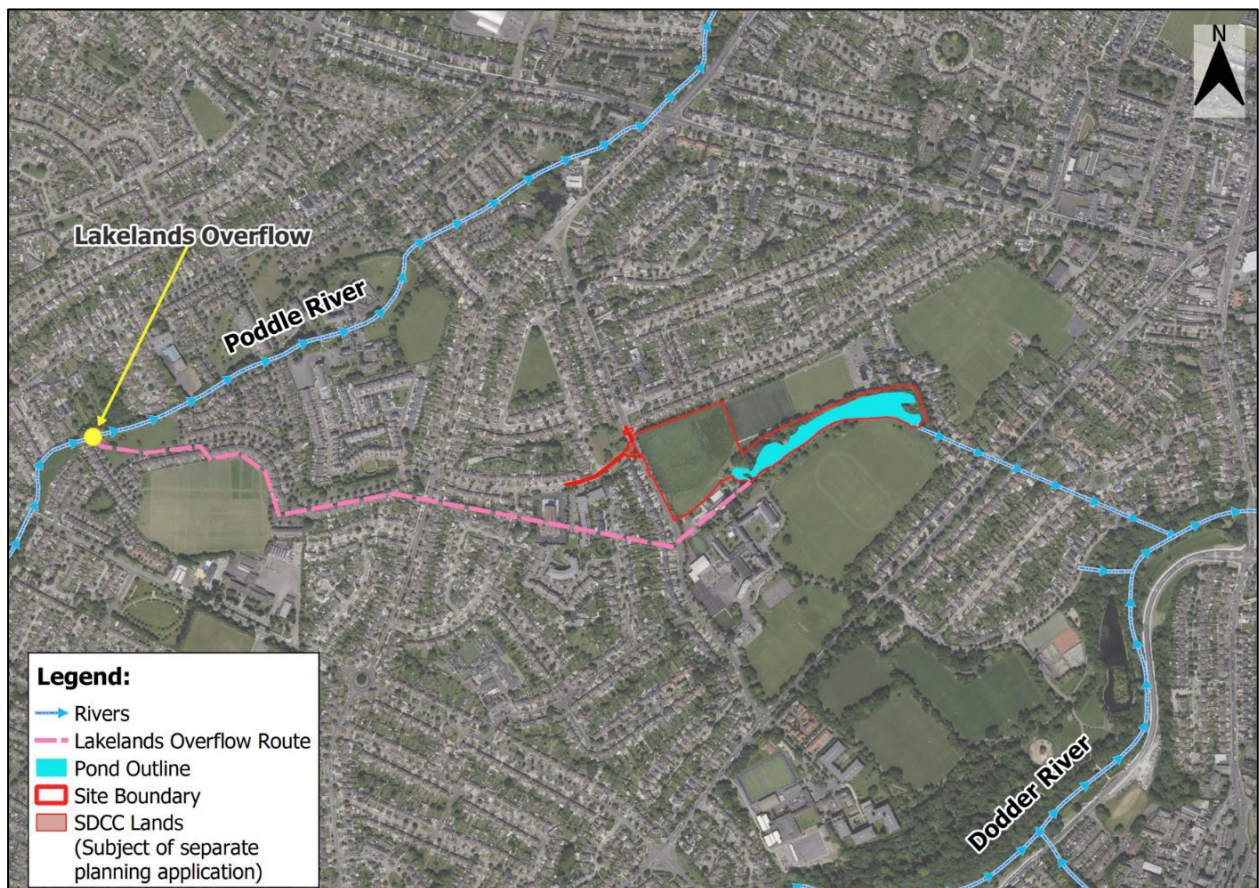 N
Lakelands Overflow
Poddle River
Dodder River
Legend:
Rivers
Lakelands Overflow Route
Pond Outline
Site Boundary
SDCC Lands
(Subject of separate
planning application)